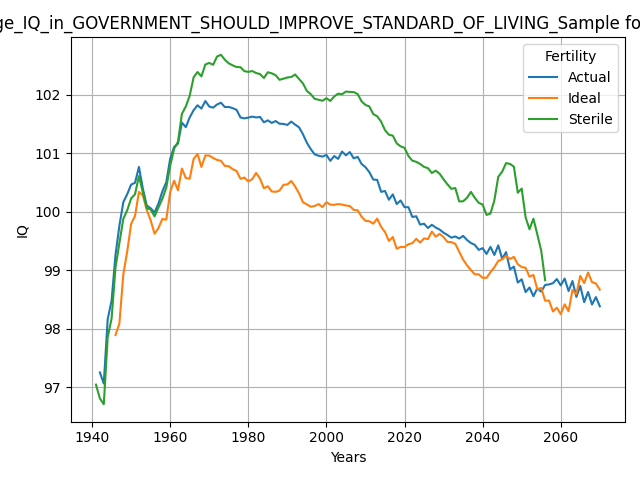 ge_IQ_in_GOVERNMENT_SHOULD_IMPROVE_STANDARD_OF_LIVING_Sample fo
Fertility
Actual
Ideal
Sterile
102
101
100
99
98
97
IQ
1940 1960 1980 2000 2020 2040 2060
Years